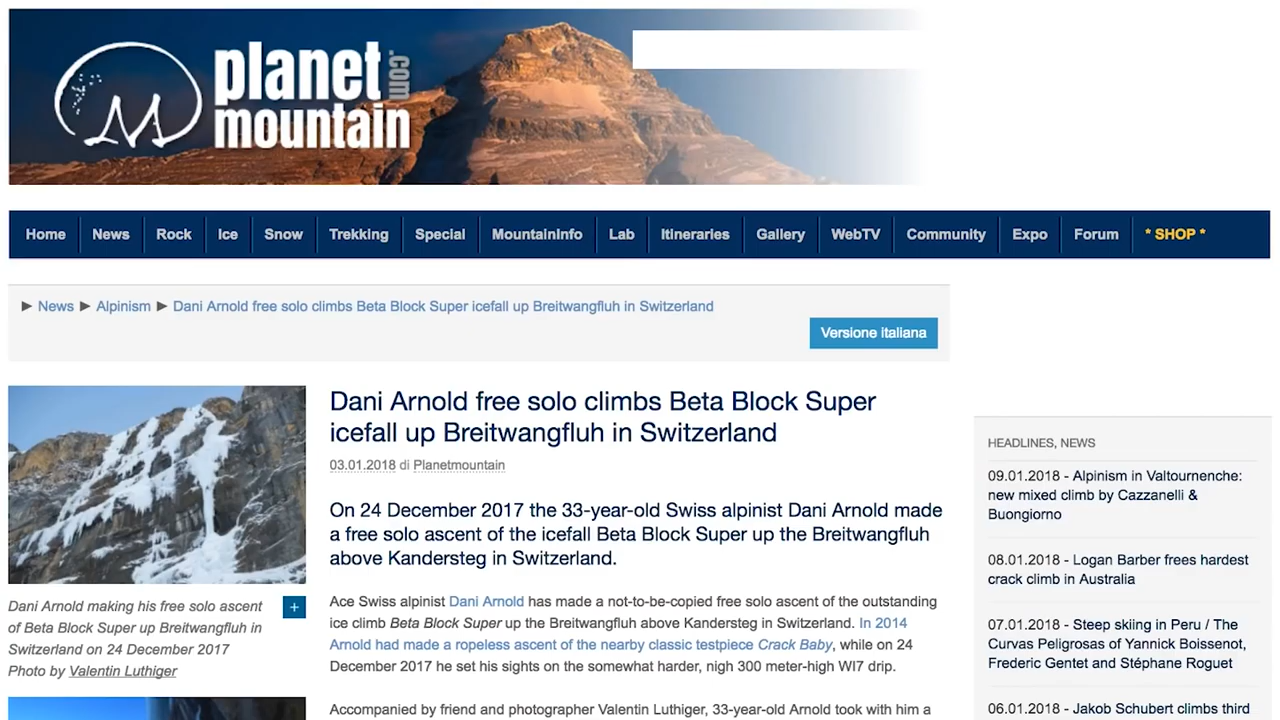 planet
.com
mountain
Home News Rock Ice Snow Trekking Special MountainInfo Lab Itineraries Gallery WebTV Community Expo Forum * SHOP *
► News ► Alpinism ► Dani Arnold free solo climbs Beta Block Super icefall up Breitwangfluh in Switzerland
Versione italiana
Dani Arnold making his free solo ascent
of Beta Block Super up Breitwangfluh in
Switzerland on 24 December 2017
Photo by Valentin Luthiger
+
Dani Arnold free solo climbs Beta Block Super
icefall up Breitwangfluh in Switzerland
03.01.2018 di Planetmountain
On 24 December 2017 the 33-year-old Swiss alpinist Dani Arnold made
a free solo ascent of the icefall Beta Block Super up the Breitwangfluh
above Kandersteg in Switzerland.
Ace Swiss alpinist Dani Arnold has made a not-to-be-copied free solo ascent of the outstanding
ice climb Beta Block Super up the Breitwangfluh above Kandersteg in Switzerland. In 2014
Arnold had made a ropeless ascent of the nearby classic testpiece Crack Baby, while on 24
December 2017 he set his sights on the somewhat harder, nigh 300 meter-high WI7 drip.
Accompanied by friend and photographer Valentin Luthiger, 33-year-old Arnold took with him a
HEADLINES, NEWS
09.01.2018 - Alpinism in Valtournenche:
new mixed climb by Cazzanelli &
Buongiorno
08.01.2018 - Logan Barber frees hardest
crack climb in Australia
07.01.2018 - Steep skiing in Peru / The
Curvas Peligrosas of Yannick Boissenot,
Frederic Gentet and Stéphane Roguet
06.01.2018 - Jakob Schubert climbs third